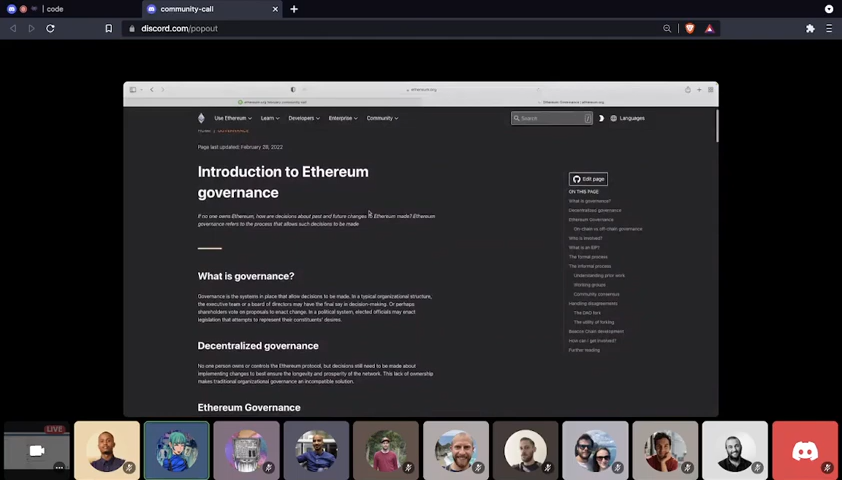 code
community-call
discord.com/popout
ethereum.org
Ethereum Governance | ethereum.org
Use Ethereum
Learn
Developers
Enterprise
Community
Search
Languages
HOME / GOVERNANCE
Page last updated: February 28, 2022
Introduction to Ethereum
governance
If no one owns Ethereum, how are decisions about past and future changes to Ethereum made? Ethereum
governance refers to the process that allows such decisions to be made
What is governance?
Governance is the systems in place that allow decisions to be made. In a typical organizational structure,
the executive team or a board of directors may have the final say in decision-making. Or perhaps
shareholders vote on proposals to enact change. In a political system, elected officials may enact
legislation that attempts to represent their constituents' desires.
Decentralized governance
No one person owns or controls the Ethereum protocol, but decisions still need to be made about
implementing changes to best ensure the longevity and prosperity of the network. This lack of ownership
makes traditional organizational governance an incompatible solution.
Ethereum Governance
Edit page
ON THIS PAGE
What is governance?
Decentralized governance
Ethereum Governance
On-chain vs off-chain governance
Who is involved?
What is an EIP?
The formal process
The informal process
Understanding prior work
Working groups
Community consensus
Handling disagreements
The DAO fork
The utility of forking
Beacon Chain development
How can I get involved?
Further reading
LIVE